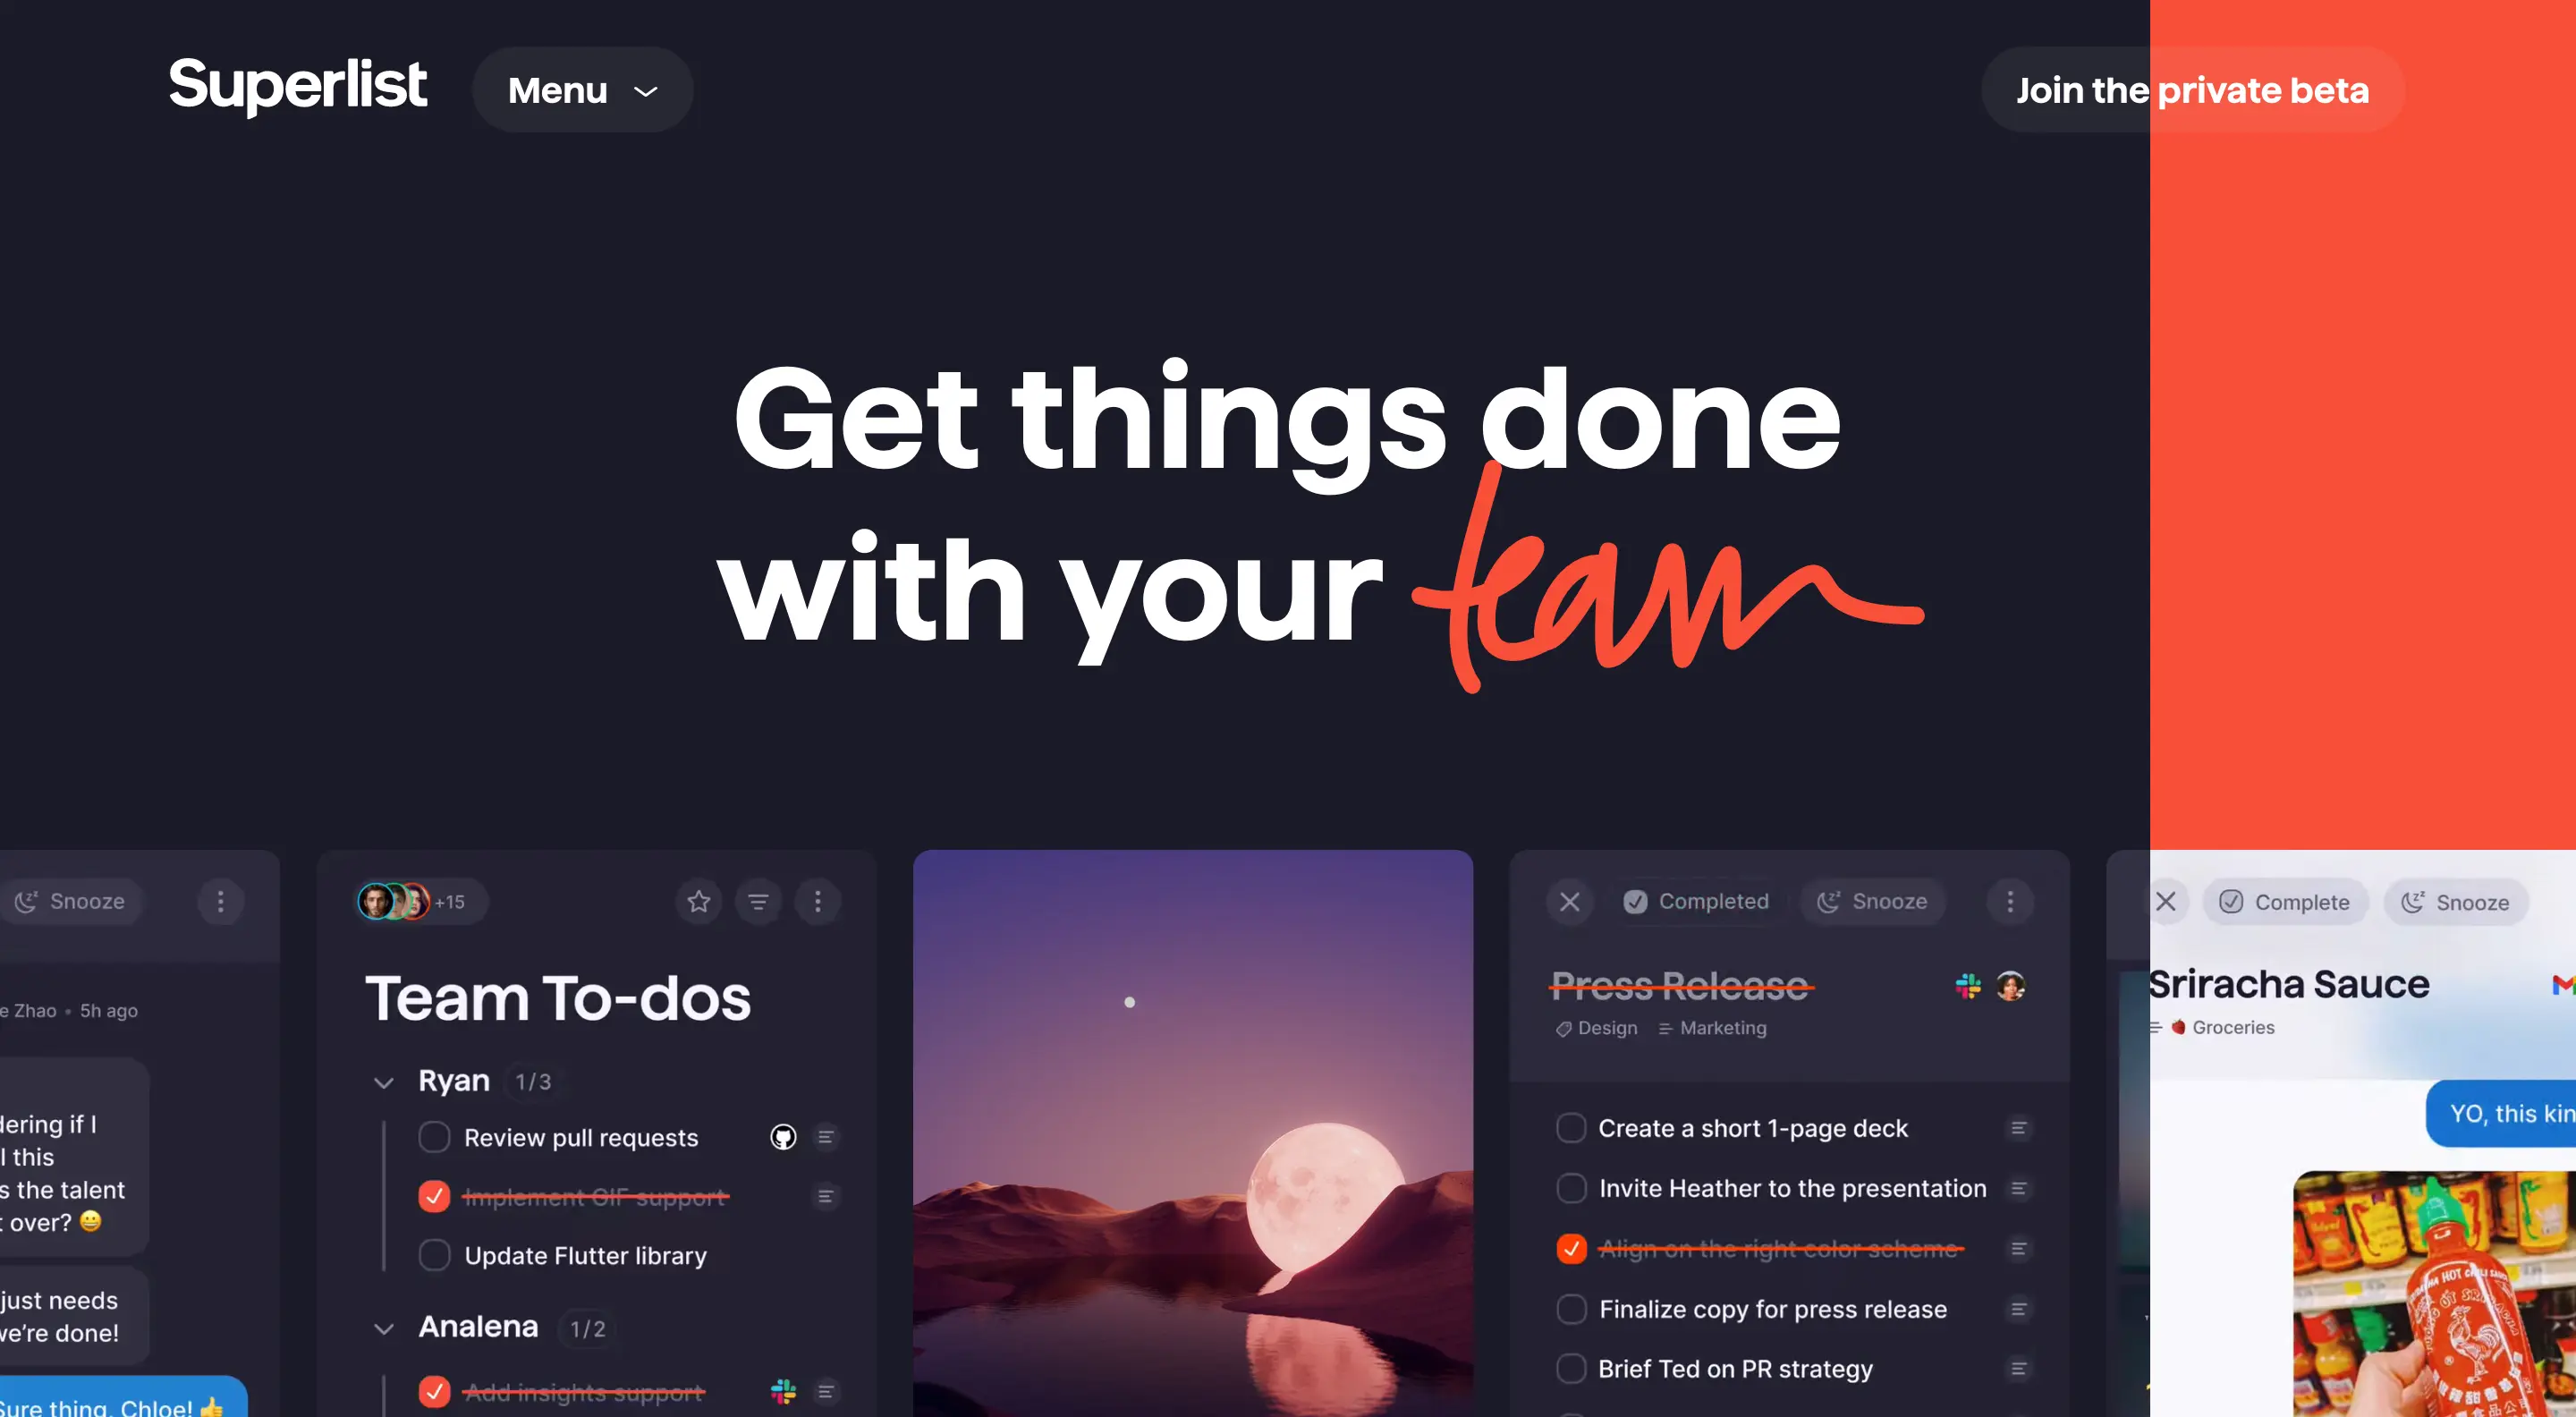 Superlist
Menu
Join the private beta
Get things done
with your team
Snooze
e Zhao • 5h ago
dering if I
l this
s the talent
t over? 😀
just needs
we're done!
Sure thing, Chloe! 👍
+15
Team To-dos
Ryan 1/3
Review pull requests
Implement GIF support
Update Flutter library
Analena 1/2
Add insights support
Completed
Snooze
Press Release
Design
Marketing
Create a short 1-page deck
Invite Heather to the presentation
Align on the right color scheme
Finalize copy for press release
Brief Ted on PR strategy
Complete
Snooze
Sriracha Sauce
🍓 Groceries
YO, this kin
HOT CHILI SAUCE